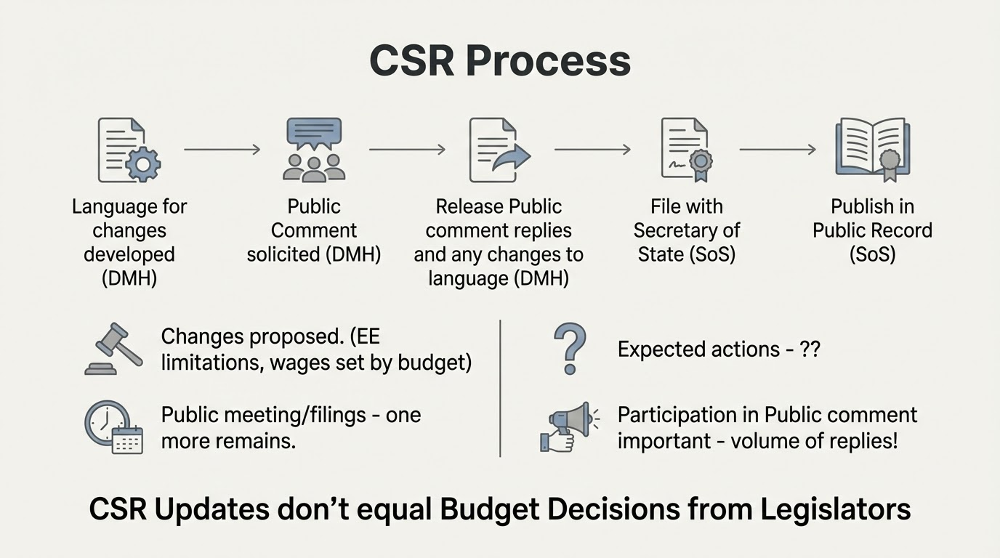 CSR Process
Language for
changes
developed
(DMH)
Public
Comment
solicited (DMH)
Release Public
comment replies
and any changes to
language (DMH)
File with
Secretary of
State (SoS)
Publish in
Public Record
(SoS)
Changes proposed. (EE
limitations, wages set by budget)
Public meeting/filings - one
more remains.
Expected actions - ??
Participation in Public comment
important - volume of replies!
CSR Updates don’t equal Budget Decisions from Legislators